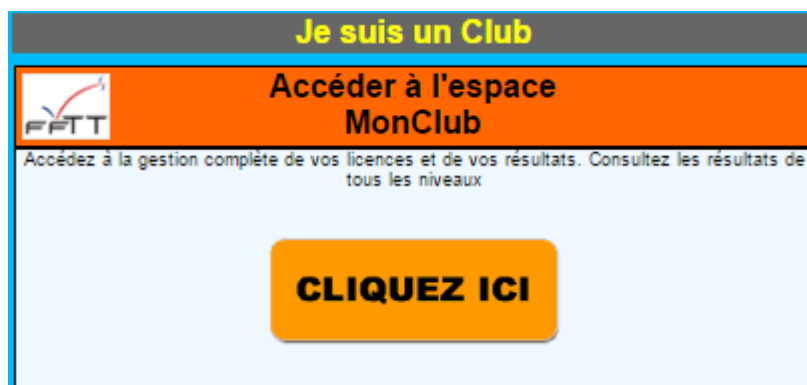 Je suis un Club
FFTT
Accéder à l'espace
MonClub
Accédez à la gestion complète de vos licences et de vos résultats. Consultez les résultats de
tous les niveaux
CLIQUEZ ICI